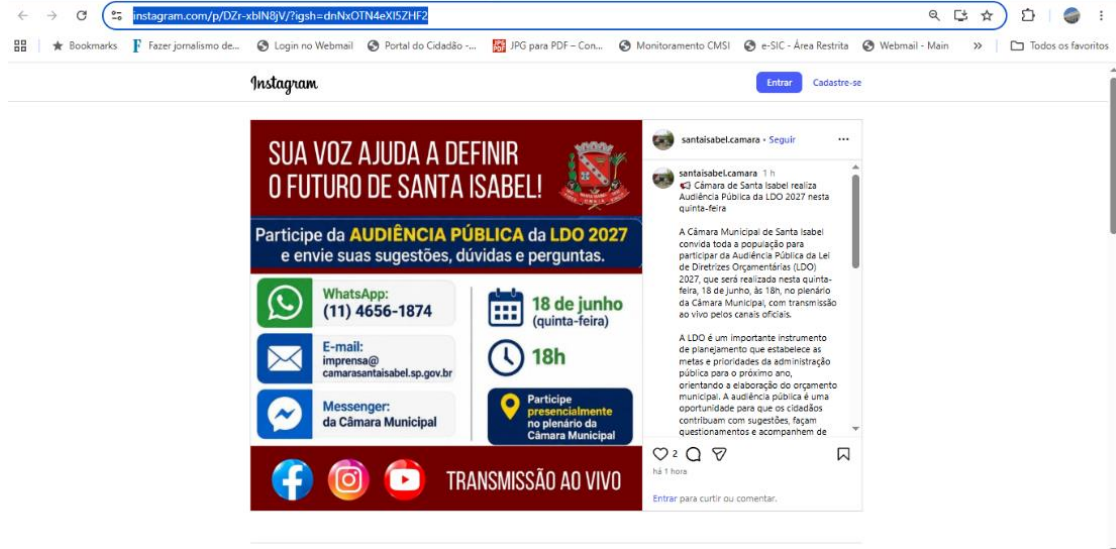 instagram.com/p/DZr-xbIN8jV/?igsh=dnNxOTN4eXI5ZHF2
Bookmarks
Fazer jornalismo de...
Login no Webmail
Portal do Cidadão -...
JPG para PDF – Con...
Monitoramento CMSI
e-SIC - Área Restrita
Webmail - Main
»
Todos os favoritos
Instagram
Entrar
Cadastre-se
SUA VOZ AJUDA A DEFINIR
O FUTURO DE SANTA ISABEL!
Participe da AUDIÊNCIA PÚBLICA da LDO 2027
e envie suas sugestões, dúvidas e perguntas.
WhatsApp:
(11) 4656-1874
E-mail:
imprensa@
camarasantaisabel.sp.gov.br
Messenger:
da Câmara Municipal
18 de junho
(quinta-feira)
18h
Participe
presencialmente
no plenário da
Câmara Municipal
TRANSMISSÃO AO VIVO
santaisabel.camara • Seguir
santaisabel.camara 1 h
Câmara de Santa Isabel realiza
Audiência Pública da LDO 2027 nesta
quinta-feira
A Câmara Municipal de Santa Isabel
convida toda a população para
participar da Audiência Pública da Lei
de Diretrizes Orçamentárias (LDO)
2027, que será realizada nesta quinta-
feira, 18 de junho, às 18h, no plenário
da Câmara Municipal, com transmissão
ao vivo pelos canais oficiais.
A LDO é um importante instrumento
de planejamento que estabelece as
metas e prioridades da administração
pública para o próximo ano,
orientando a elaboração do orçamento
municipal. A audiência pública é uma
oportunidade para que os cidadãos
contribuam com sugestões, façam
questionamentos e acompanhem de
2
há 1 hora
Entrar para curtir ou comentar.